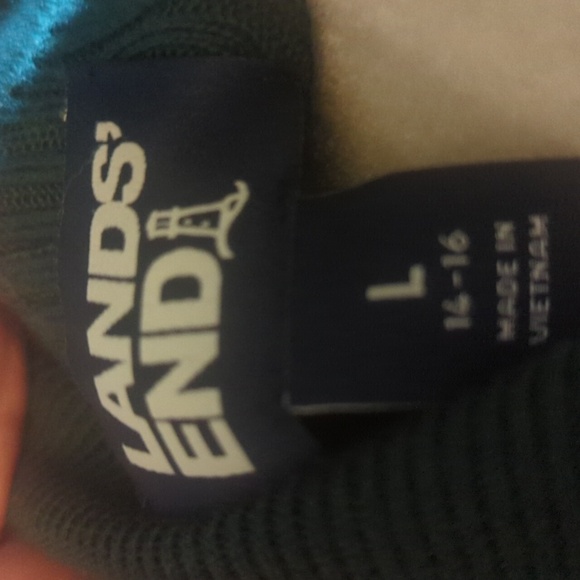 LANDS'
END
L
14-16
MADE IN
VIETNAM